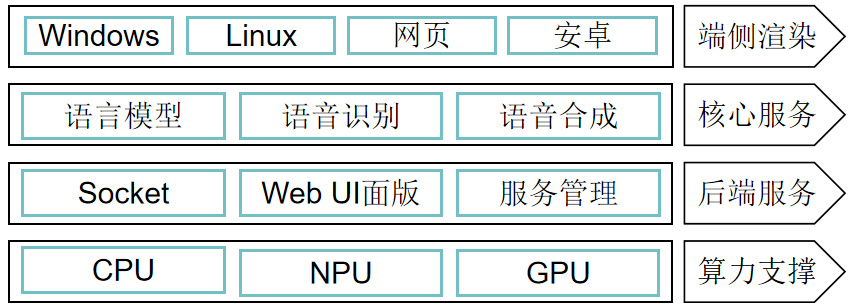 Windows Linux 网页 安卓 端侧渲染
语言模型 语音识别 语音合成 核心服务
Socket Web UI面版 服务管理 后端服务
CPU NPU GPU 算力支撑